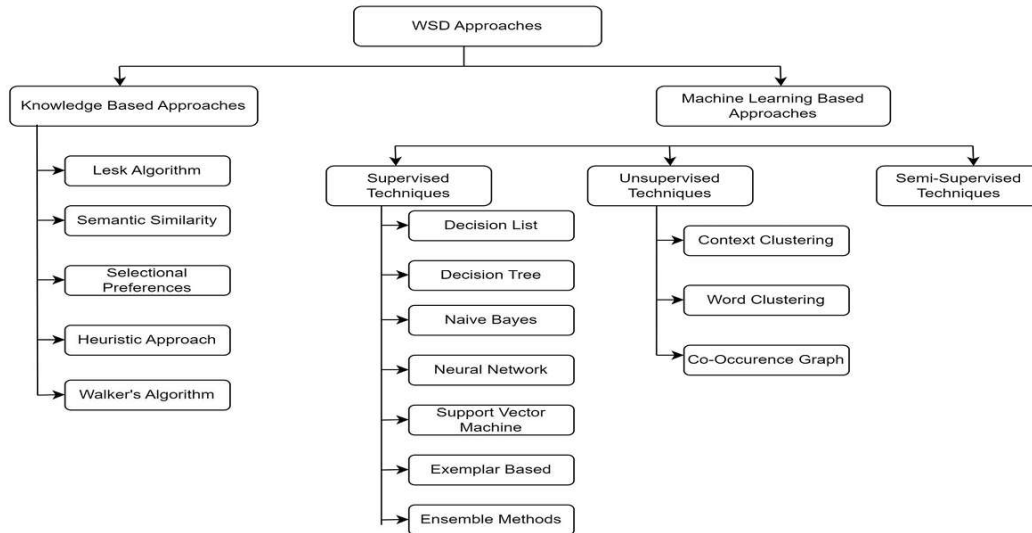 WSD Approaches
Knowledge Based Approaches
Machine Learning Based
Approaches
Lesk Algorithm
Semantic Similarity
Selectional
Preferences
Heuristic Approach
Walker's Algorithm
Supervised
Techniques
Decision List
Decision Tree
Naive Bayes
Neural Network
Support Vector
Machine
Exemplar Based
Ensemble Methods
Unsupervised
Techniques
Context Clustering
Word Clustering
Co-Occurence Graph
Semi-Supervised
Techniques